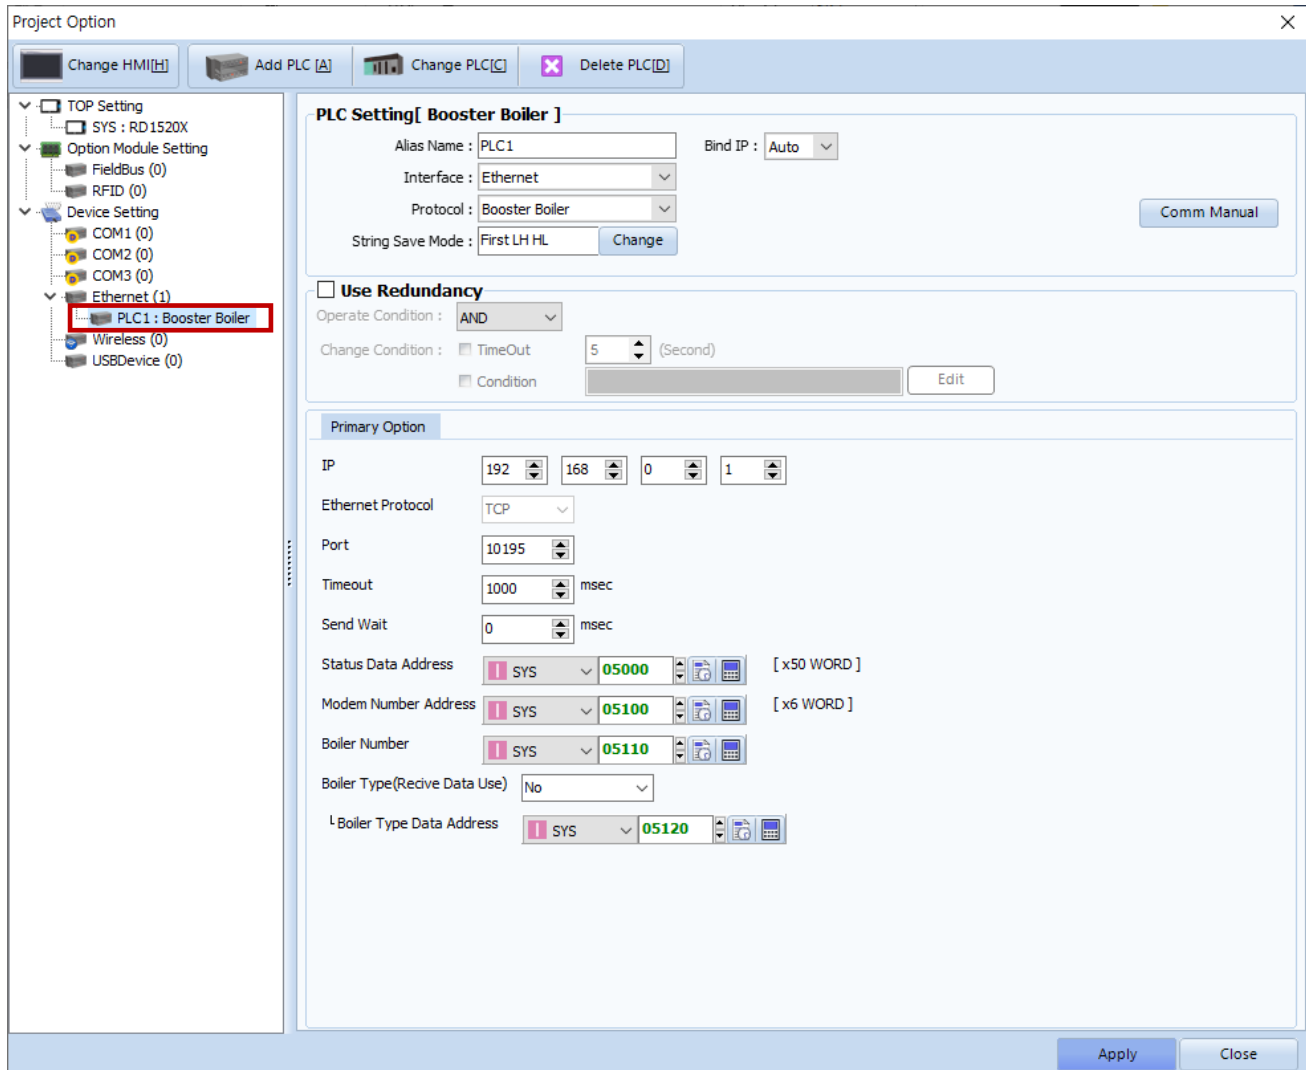 Project Option
Change HMI[H]
Add PLC [A]
Change PLC[C]
Delete PLC[D]
TOP Setting
SYS : RD1520X
Option Module Setting
FieldBus (0)
RFID (0)
Device Setting
COM1 (0)
COM2 (0)
COM3 (0)
Ethernet (1)
PLC1 : Booster Boiler
Wireless (0)
USBDevice (0)
PLC Setting[ Booster Boiler ]
Alias Name : PLC1 Bind IP : Auto
Interface : Ethernet
Protocol : Booster Boiler Comm Manual
String Save Mode : First LH HL Change
Use Redundancy
Operate Condition : AND
Change Condition : TimeOut 5 (Second)
Condition Edit
Primary Option
IP 192 168 0 1
Ethernet Protocol TCP
Port 10195
Timeout 1000 msec
Send Wait 0 msec
Status Data Address I SYS 05000 [ x50 WORD ]
Modem Number Address I SYS 05100 [ x6 WORD ]
Boiler Number I SYS 05110
Boiler Type(Recive Data Use) No
└Boiler Type Data Address I SYS 05120
Apply Close